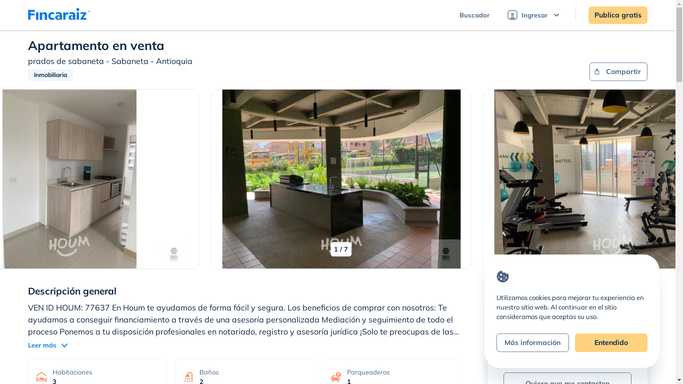 Fincaraiz
Buscador
Ingresar
Publica gratis
Apartamento en venta
prados de sabaneta - Sabaneta - Antioquia
Inmobiliaria
Compartir
HOUM
HOUM
HOUM
1 / 7
Descripción general
VEN ID HOUM: 77637 En Houm te ayudamos de forma fácil y segura. Los beneficios de comprar con nosotros: Te
ayudamos a conseguir financiamiento a través de una asesoría personalizada Mediación y seguimiento de todo el
proceso Ponemos a tu disposición profesionales en notariado, registro y asesoría jurídica ¡Solo te preocupas de las...
Leer más
Habitaciones
3
Baños
2
Parqueaderos
1
Utilizamos cookies para mejorar tu experiencia en
nuestro sitio web. Al continuar en el sitio
consideramos que aceptas su uso.
Más información
Entendido
Quiero que me contacten